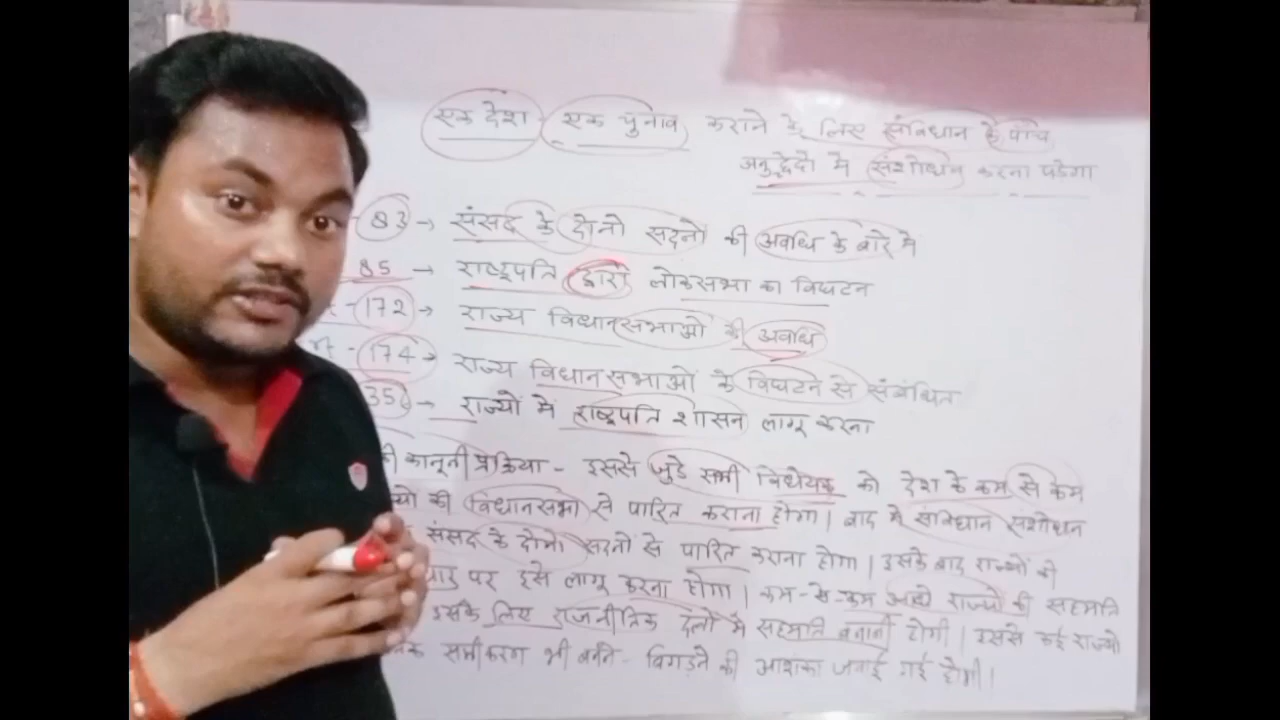 एक देश - एक चुनाव कराने के लिए संविधान के पांच
अनुच्छेदो में संशोधन करना पडेगा
83 → संसद के दोनो सदनों की अवधि के बारे में
85 → राष्ट्रपति द्वारा लोकसभा का विघटन
- 172 → राज्य विधानसभाओं की अवधि
- 174 → राज्य विधानसभाओं के विघटन से संबंधित
356 → राज्यों में राष्ट्रपति शासन लागू करना
की कानूनी प्रक्रिया - इससे जुडे सभी विधेयक को देश के कम से कम
की विधानसभा से पारित कराना होगा। बाद में संविधान संशोधन
संसद के दोनो सदनों से पारित कराना होगा। इसके बाद राज्यों की
पर इसे लागू करना होगा। कम-से-कम आधे राज्यों की सहमति
इसके लिए राजनीतिक दलों में सहमति बनानी होगी। इससे कई राज्यो
समीकरण भी बनने - बिगड़ने की आशंका जताई गई होगी।